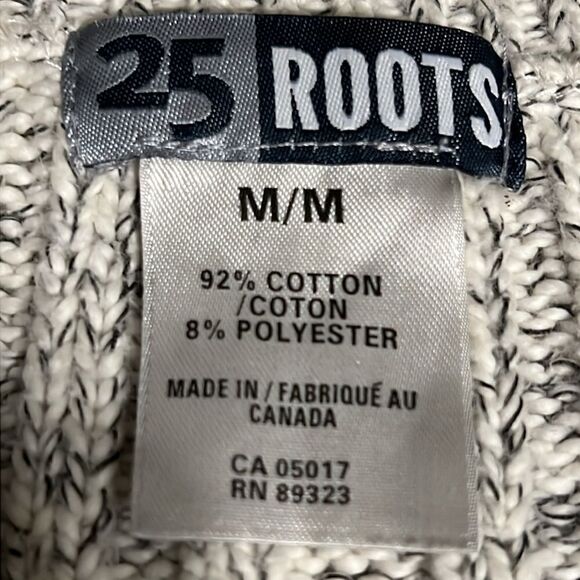 25 ROOTS
M/M
92% COTTON
/COTON
8% POLYESTER
MADE IN / FABRIQUÉ AU
CANADA
CA 05017
RN 89323